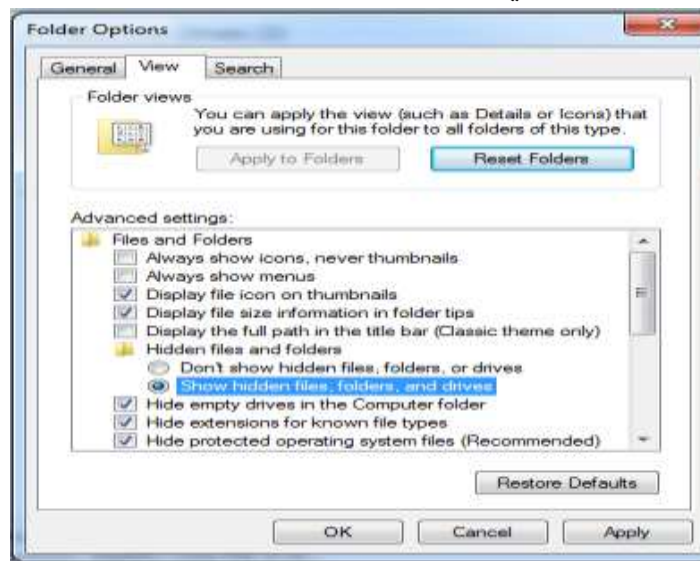 Folder Options
General View Search
Folder views
You can apply the view (such as Details or Icons) that
you are using for this folder to all folders of this type.
Apply to Folders Reset Folders
Advanced settings:
Files and Folders
Always show icons, never thumbnails
Always show menus
Display file icon on thumbnails
Display file size information in folder tips
Display the full path in the title bar (Classic theme only)
Hidden files and folders
Don't show hidden files, folders, or drives
Show hidden files, folders, and drives
Hide empty drives in the Computer folder
Hide extensions for known file types
Hide protected operating system files (Recommended)
Restore Defaults
OK Cancel Apply